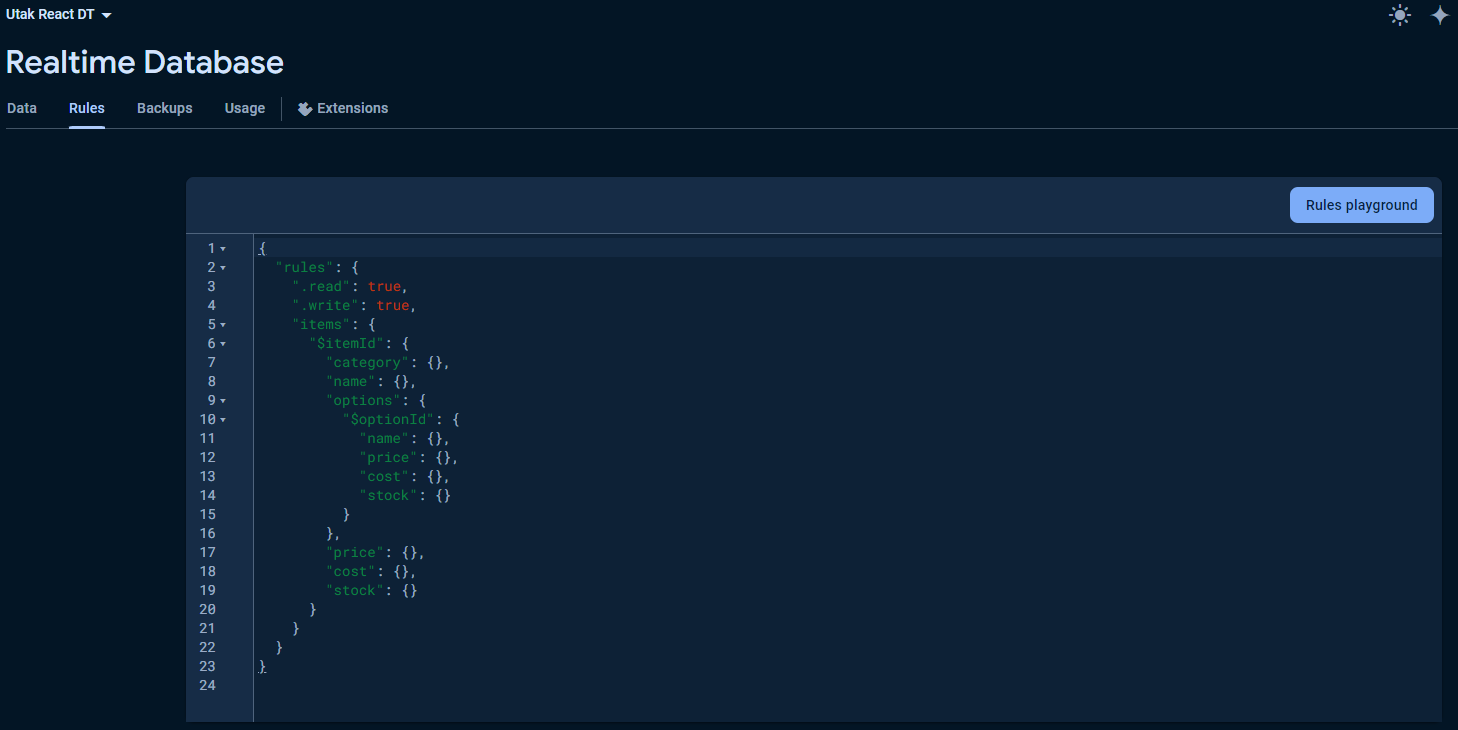 Utak React DT
Realtime Database
Data Rules Backups Usage Extensions
Rules playground
1 {
2 "rules": {
3 ".read": true,
4 ".write": true,
5 "items": {
6 "$itemId": {
7 "category": {},
8 "name": {},
9 "options": {
10 "$optionId": {
11 "name": {},
12 "price": {},
13 "cost": {},
14 "stock": {}
15 }
16 },
17 "price": {},
18 "cost": {},
19 "stock": {}
20 }
21 }
22 }
23 }
24